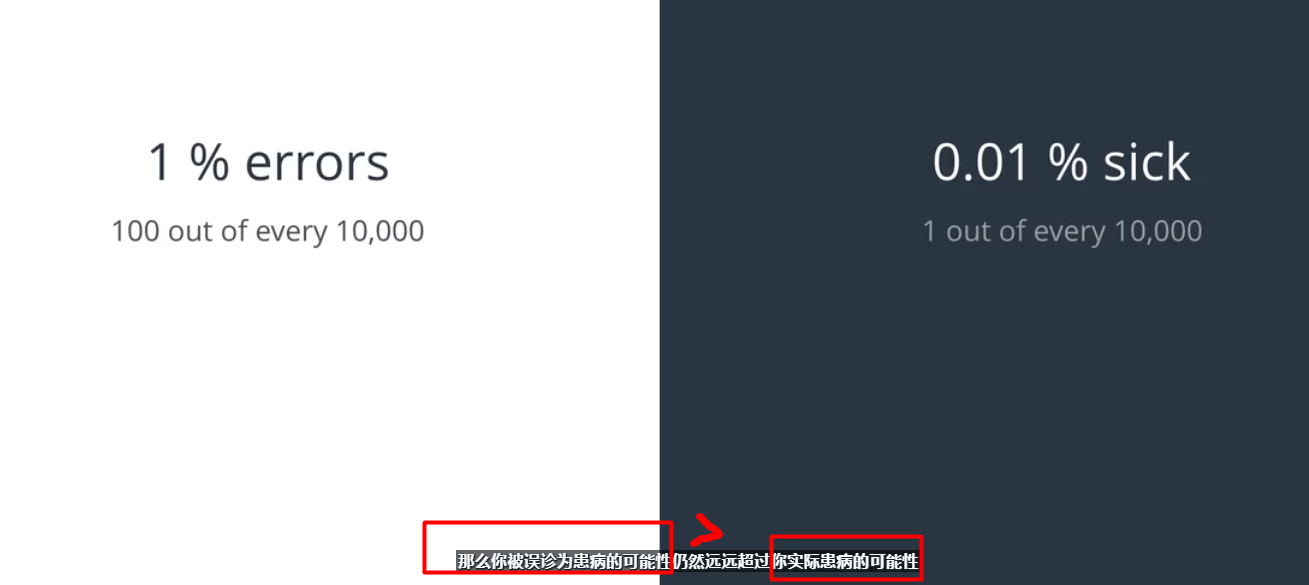 1 % errors
100 out of every 10,000
0.01 % sick
1 out of every 10,000
那么你被误诊为患病的可能性仍然远远超过你实际患病的可能性